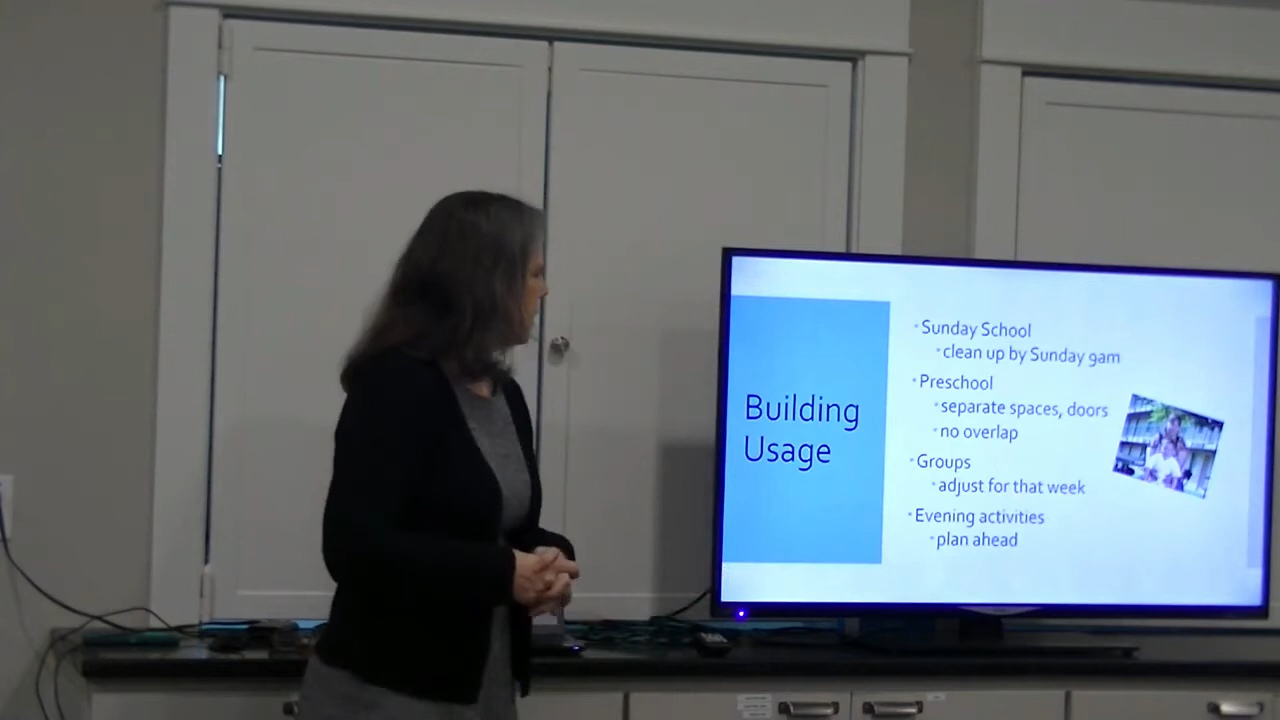 Building
Usage
Sunday School
clean up by Sunday 9am
Preschool
separate spaces, doors
no overlap
Groups
adjust for that week
Evening activities
plan ahead